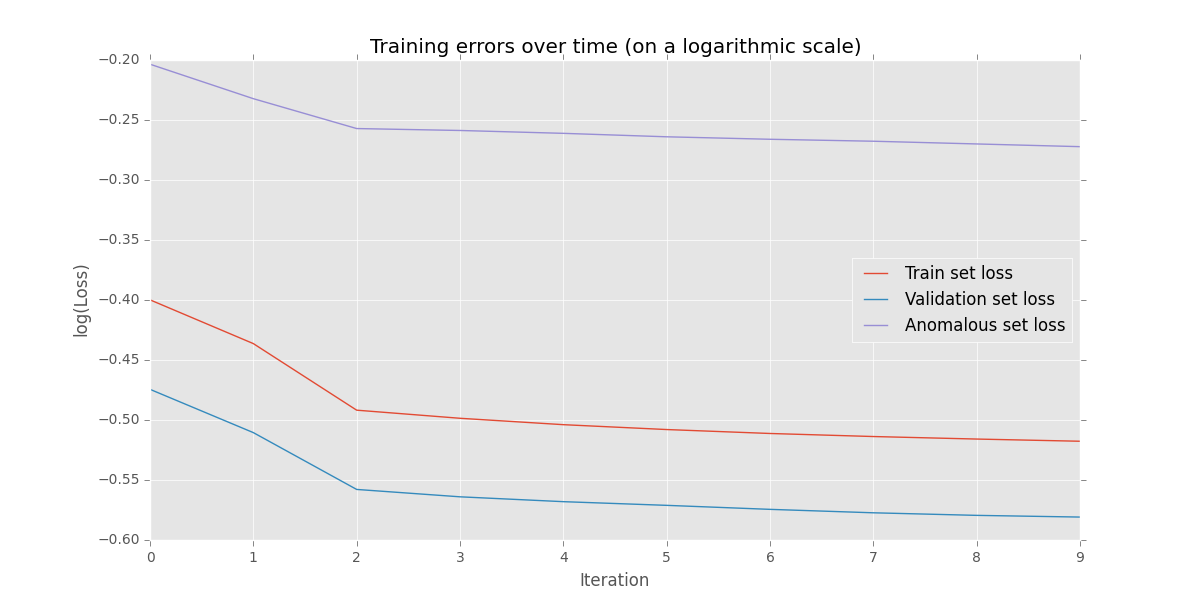 Training errors over time (on a logarithmic scale)
−0.20
−0.25
−0.30
−0.35
−0.40
−0.45
−0.50
−0.55
−0.60
log(Loss)
Train set loss
Validation set loss
Anomalous set loss
0 1 2 3 4 5 6 7 8 9
Iteration